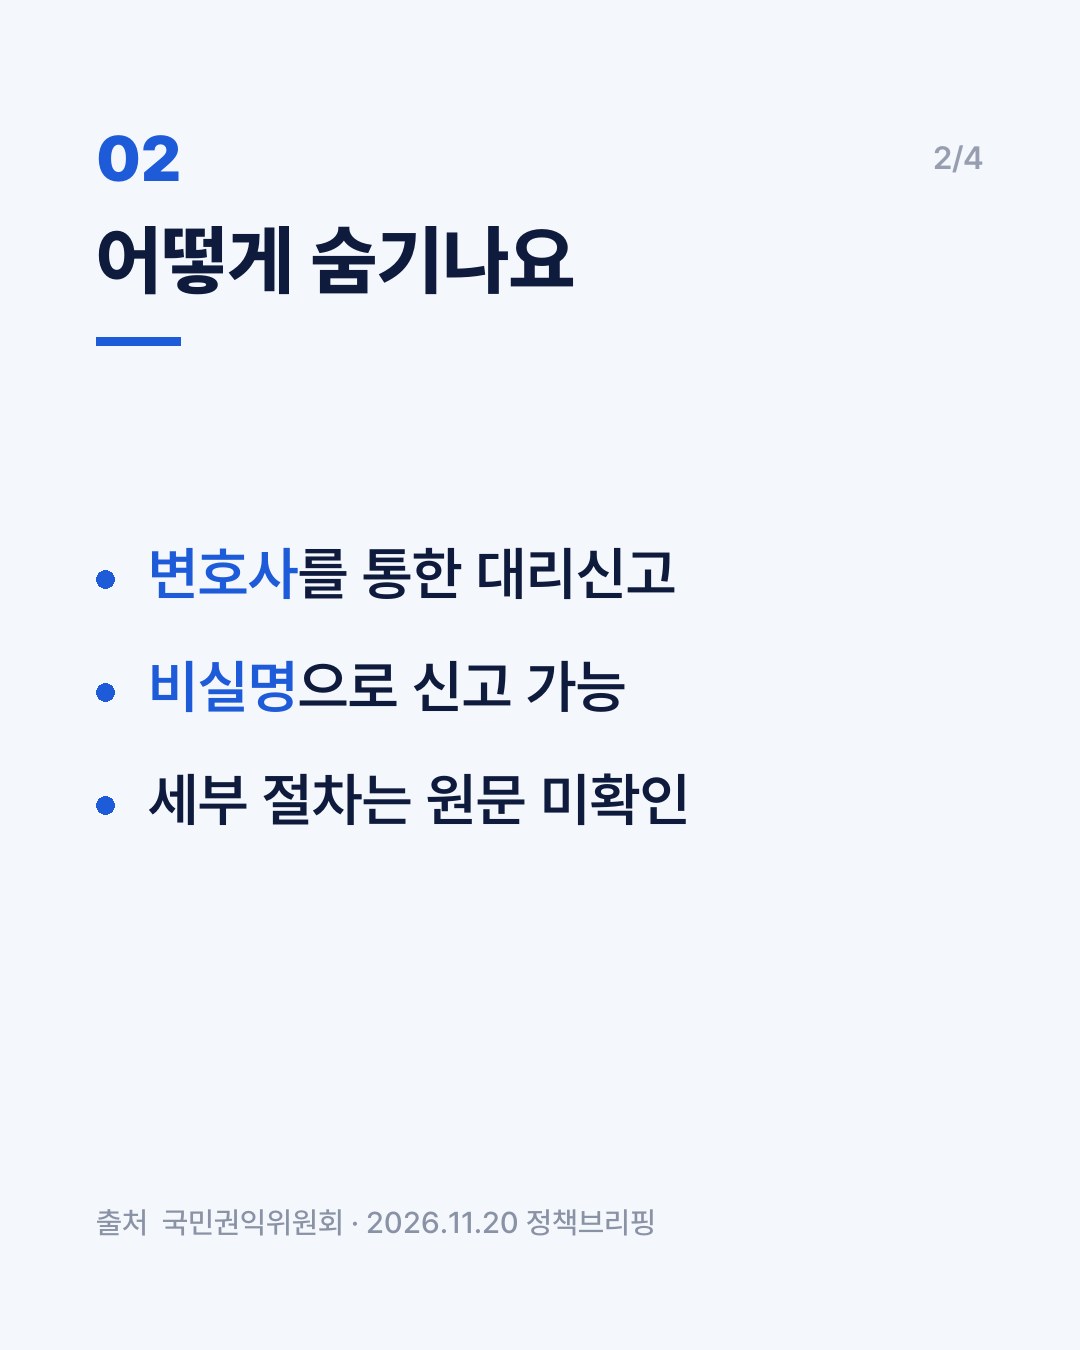 02
2/4
어떻게 숨기나요
변호사를 통한 대리신고
비실명으로 신고 가능
세부 절차는 원문 미확인
출처 국민권익위원회 · 2026.11.20 정책브리핑